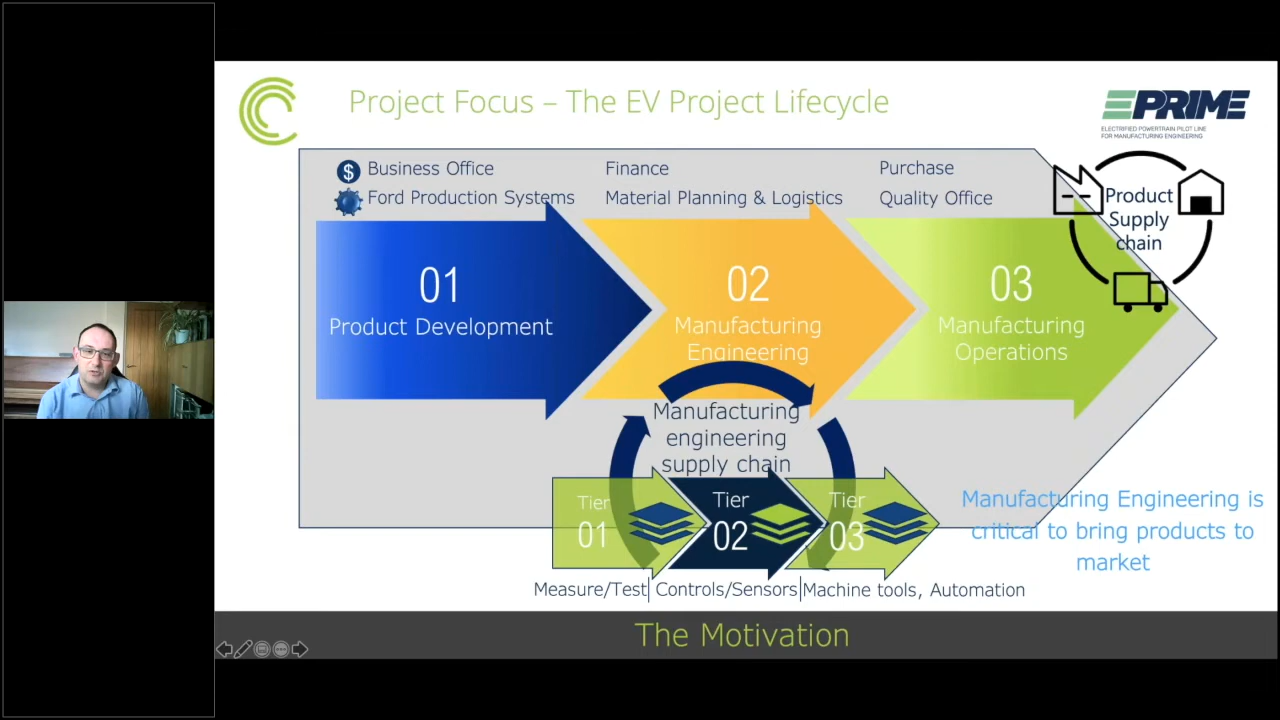 Project Focus – The EV Project Lifecycle
EPRIME
ELECTRIFIED POWERTRAIN PILOT LINE
FOR MANUFACTURING ENGINEERING
$ Business Office
Finance
Purchase
Ford Production Systems
Material Planning & Logistics
Quality Office
Product
Supply
chain
01
Product Development
02
Manufacturing
Engineering
03
Manufacturing
Operations
Manufacturing
engineering
supply chain
Tier
01
Tier
02
Tier
03
Measure/Test
Controls/Sensors
Machine tools, Automation
Manufacturing Engineering is
critical to bring products to
market
The Motivation